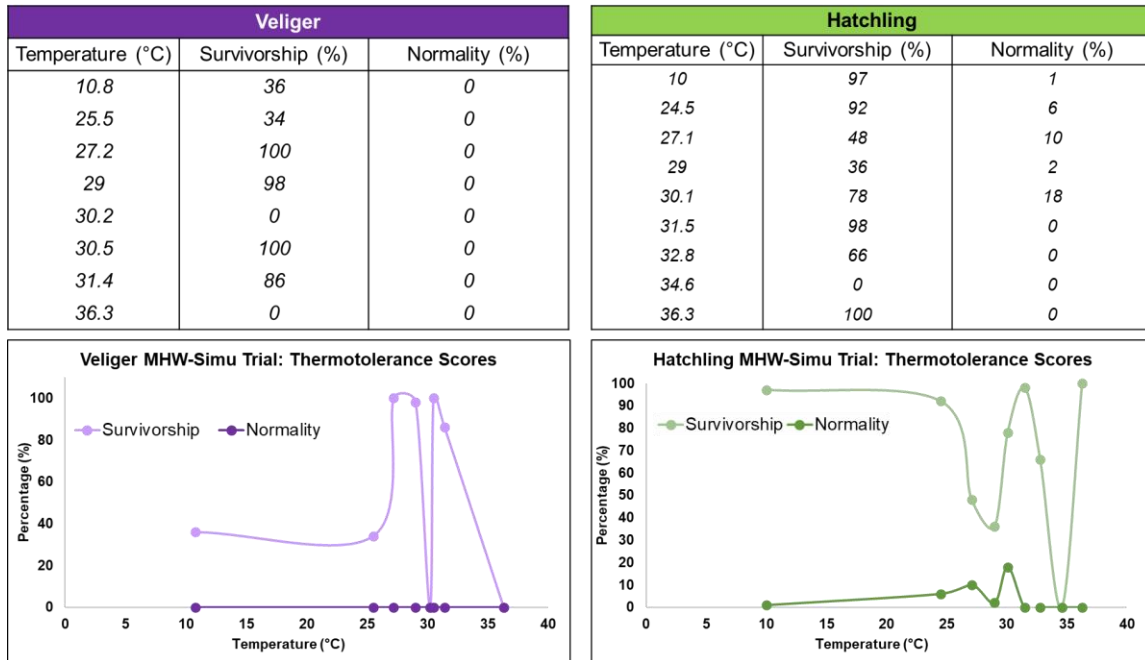 Veliger
Temperature (°C) Survivorship (%) Normality (%)
10.8 36 0
25.5 34 0
27.2 100 0
29 98 0
30.2 0 0
30.5 100 0
31.4 86 0
36.3 0 0
Hatchling
Temperature (°C) Survivorship (%) Normality (%)
10 97 1
24.5 92 6
27.1 48 10
29 36 2
30.1 78 18
31.5 98 0
32.8 66 0
34.6 0 0
36.3 100 0
Veliger MHW-Simu Trial: Thermotolerance Scores
Percentage (%)
100
80
60
40
20
0
Survivorship Normality
0 5 10 15 20 25 30 35 40
Temperature (°C)
Hatchling MHW-Simu Trial: Thermotolerance Scores
Percentage (%)
100
90
80
70
60
50
40
30
20
10
0
Survivorship Normality
0 5 10 15 20 25 30 35 40
Temperature (°C)